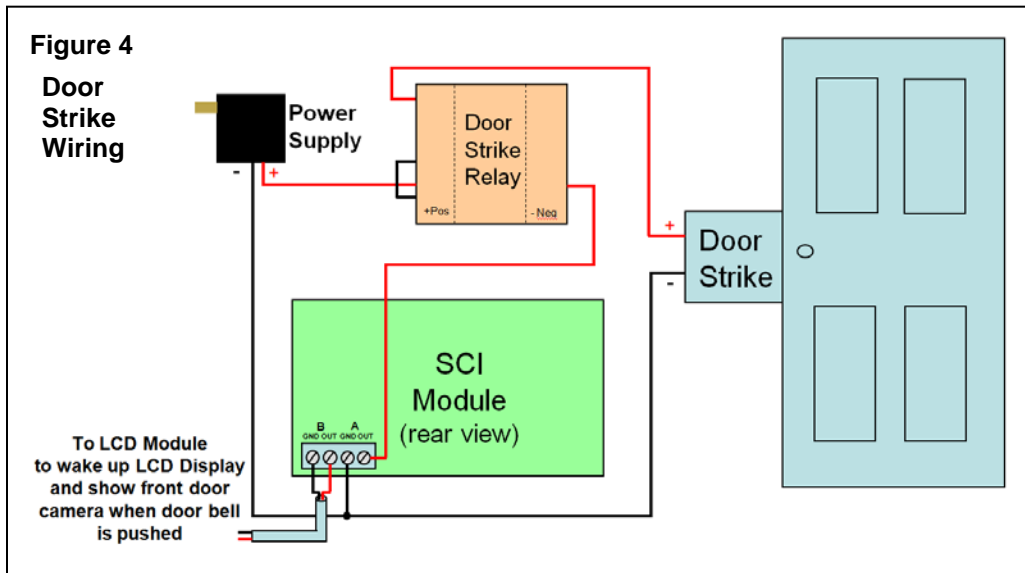 Figure 4
Door
Strike
Wiring
Power
Supply
-
+
Door
Strike
Relay
+Pos
- Neg
+
-
Door
Strike
SCI
Module
(rear view)
B A
GND OUT GND OUT
To LCD Module
to wake up LCD Display
and show front door
camera when door bell
is pushed